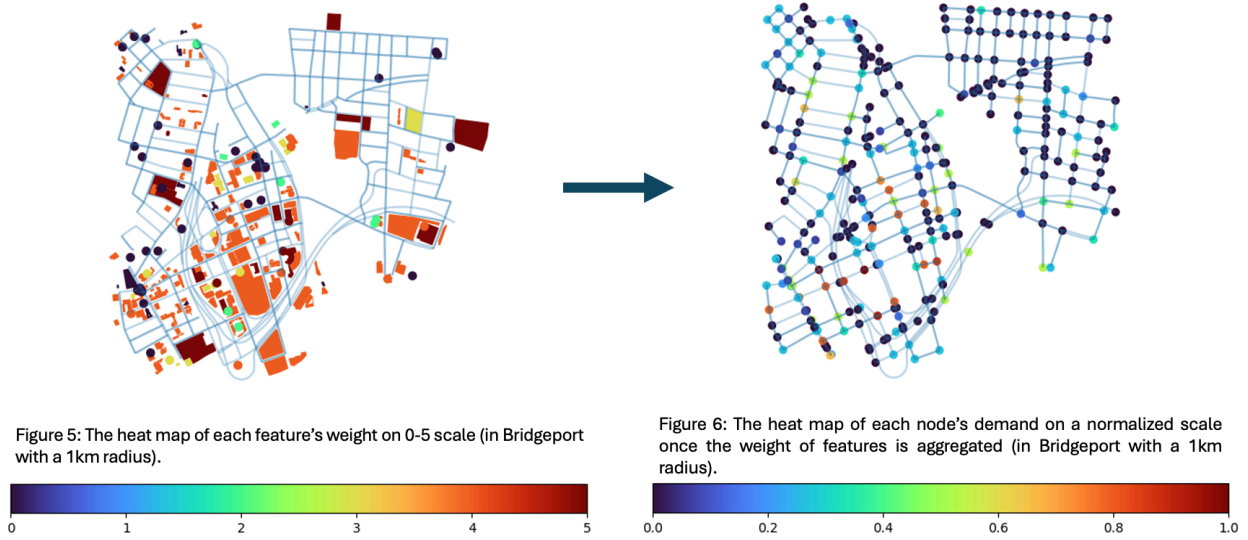 Figure 5: The heat map of each feature's weight on 0-5 scale (in Bridgeport
with a 1km radius).
0 1 2 3 4 5
Figure 6: The heat map of each node's demand on a normalized scale
once the weight of features is aggregated (in Bridgeport with a 1km
radius).
0.0 0.2 0.4 0.6 0.8 1.0